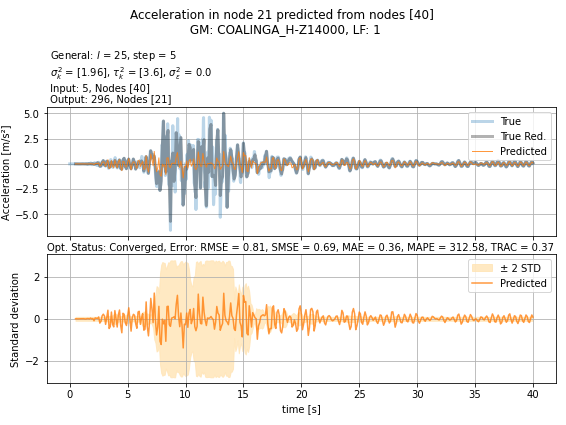 Acceleration in node 21 predicted from nodes [40]
GM: COALINGA_H-Z14000, LF: 1
General: l = 25, step = 5
σ²ₖ = [1.96], τ²ₖ = [3.6], σ²ε = 0.0
Input: 5, Nodes [40]
Output: 296, Nodes [21]
Acceleration [m/s²]
5.0
2.5
0.0
−2.5
−5.0
True
True Red.
Predicted
Opt. Status: Converged, Error: RMSE = 0.81, SMSE = 0.69, MAE = 0.36, MAPE = 312.58, TRAC = 0.37
Standard deviation
2
0
−2
± 2 STD
Predicted
0 5 10 15 20 25 30 35 40
time [s]